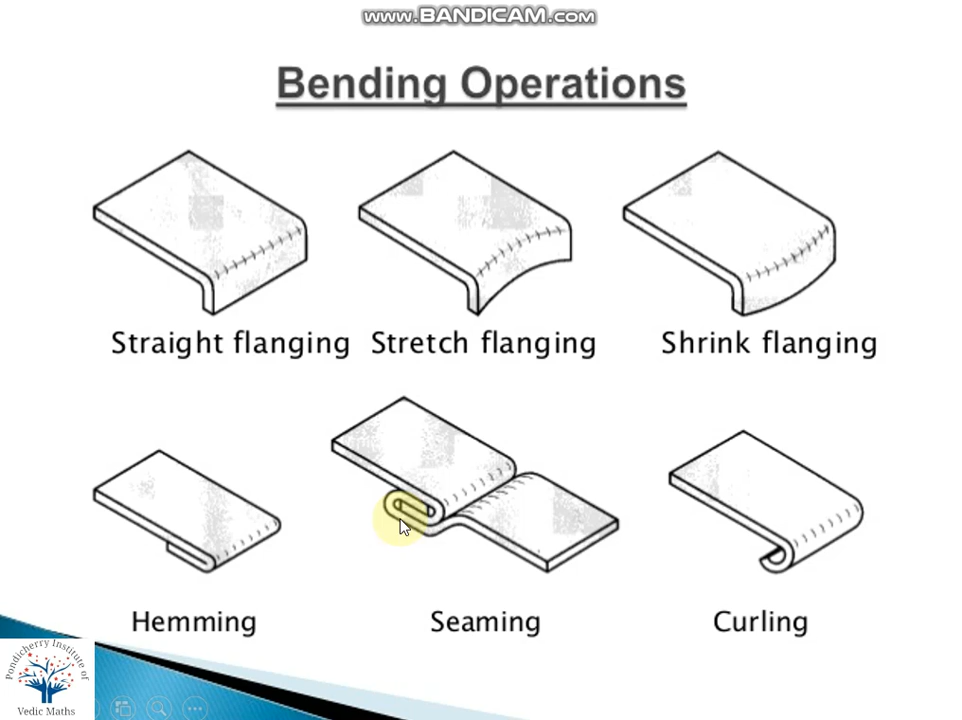 www.BANDICAM.com
Bending Operations
Straight flanging
Stretch flanging
Shrink flanging
Hemming
Seaming
Curling
Pondicherry Institute of
Vedic Maths